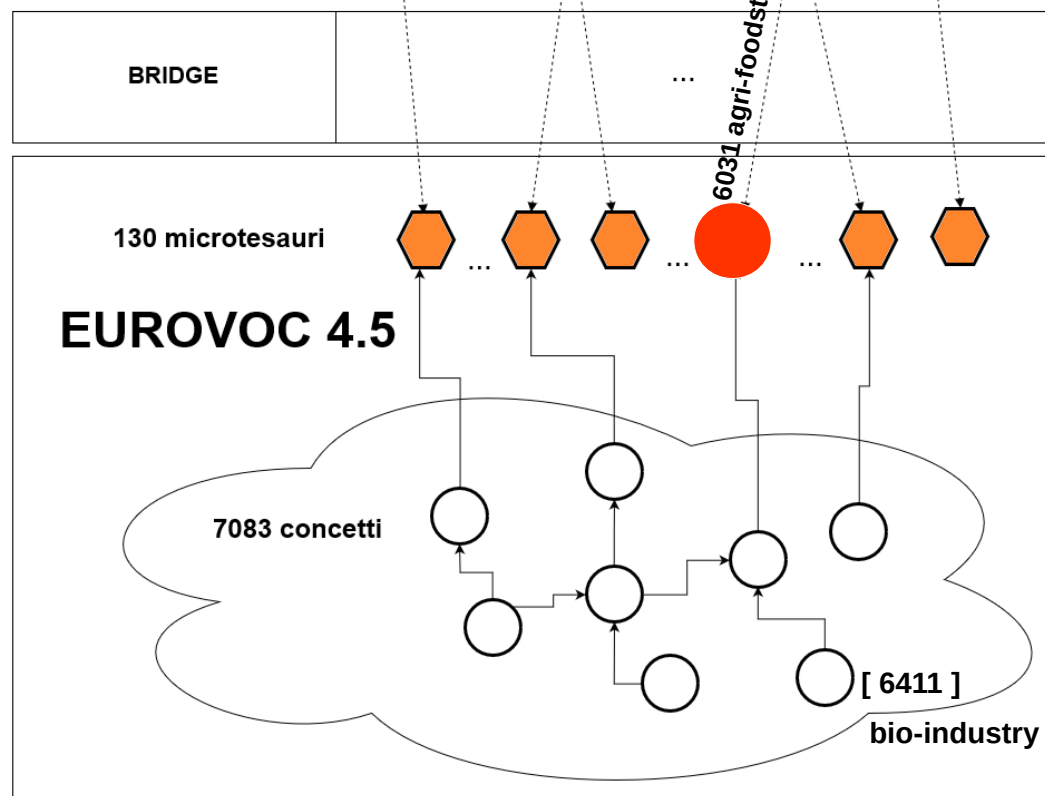 BRIDGE
...
6031 agri-foodst
130 microtesauri
...
...
...
EUROVOC 4.5
7083 concetti
[ 6411 ]
bio-industry